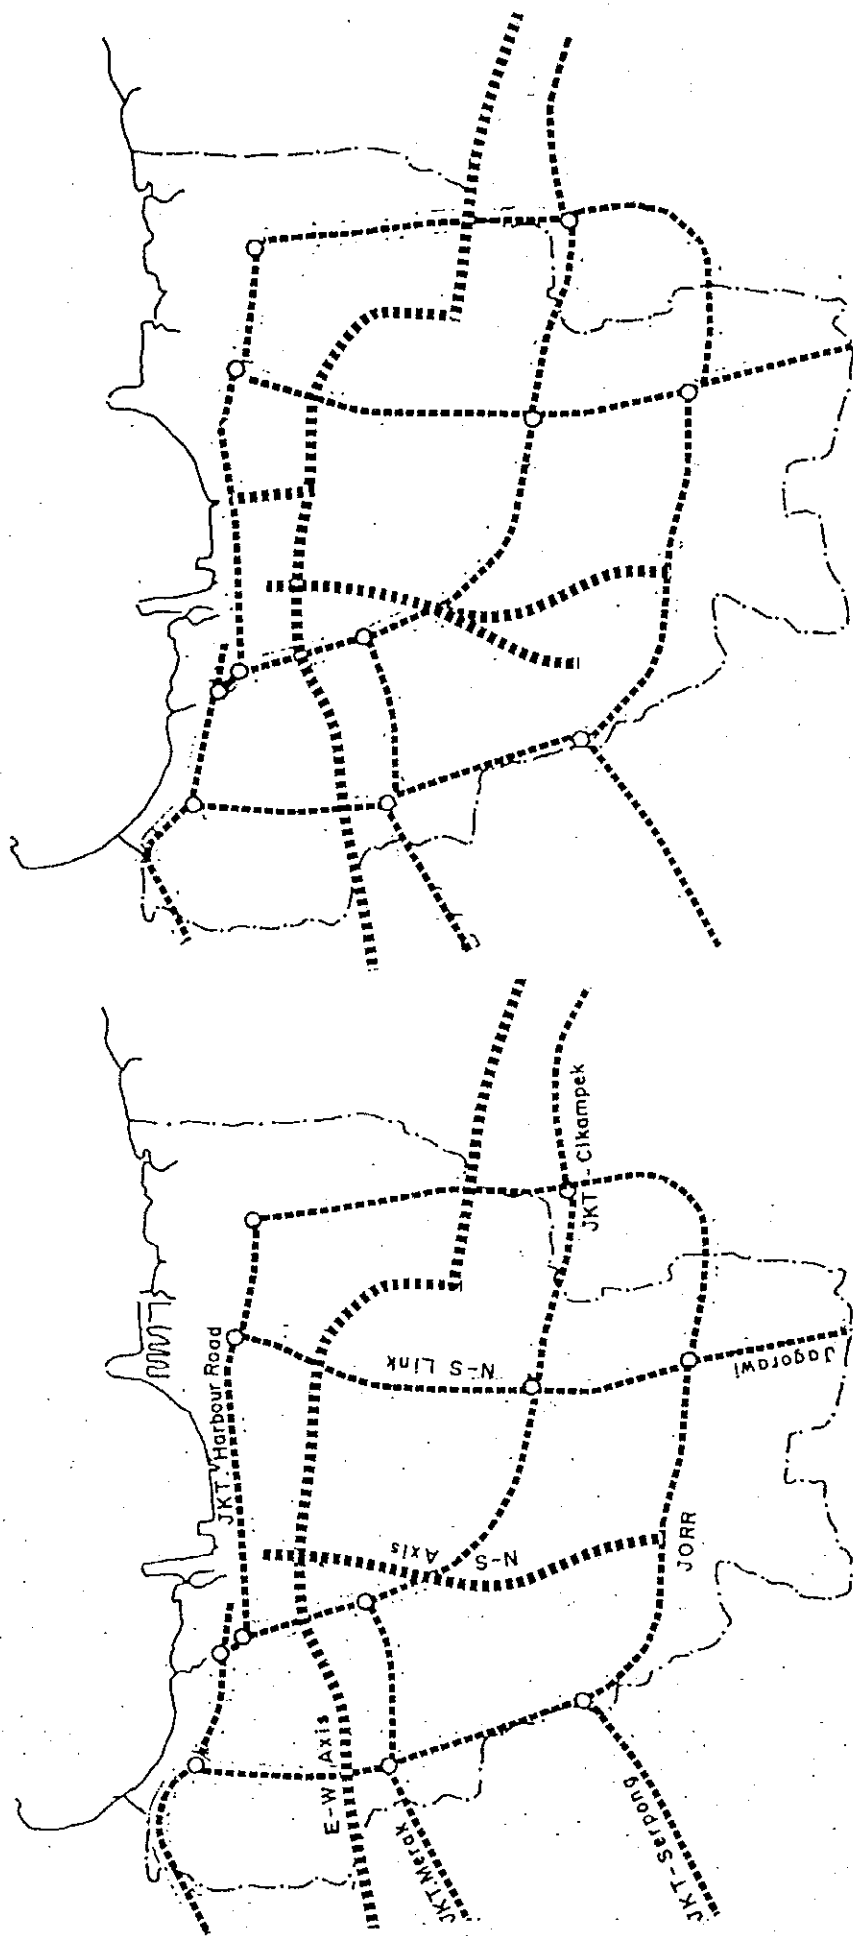 JKT - Cikampek
JKT. Harbour Road
N-S Link
Jagorawi
N-S Axis
JORR
E-W Axis
JKT Merak
JKT-Serpong